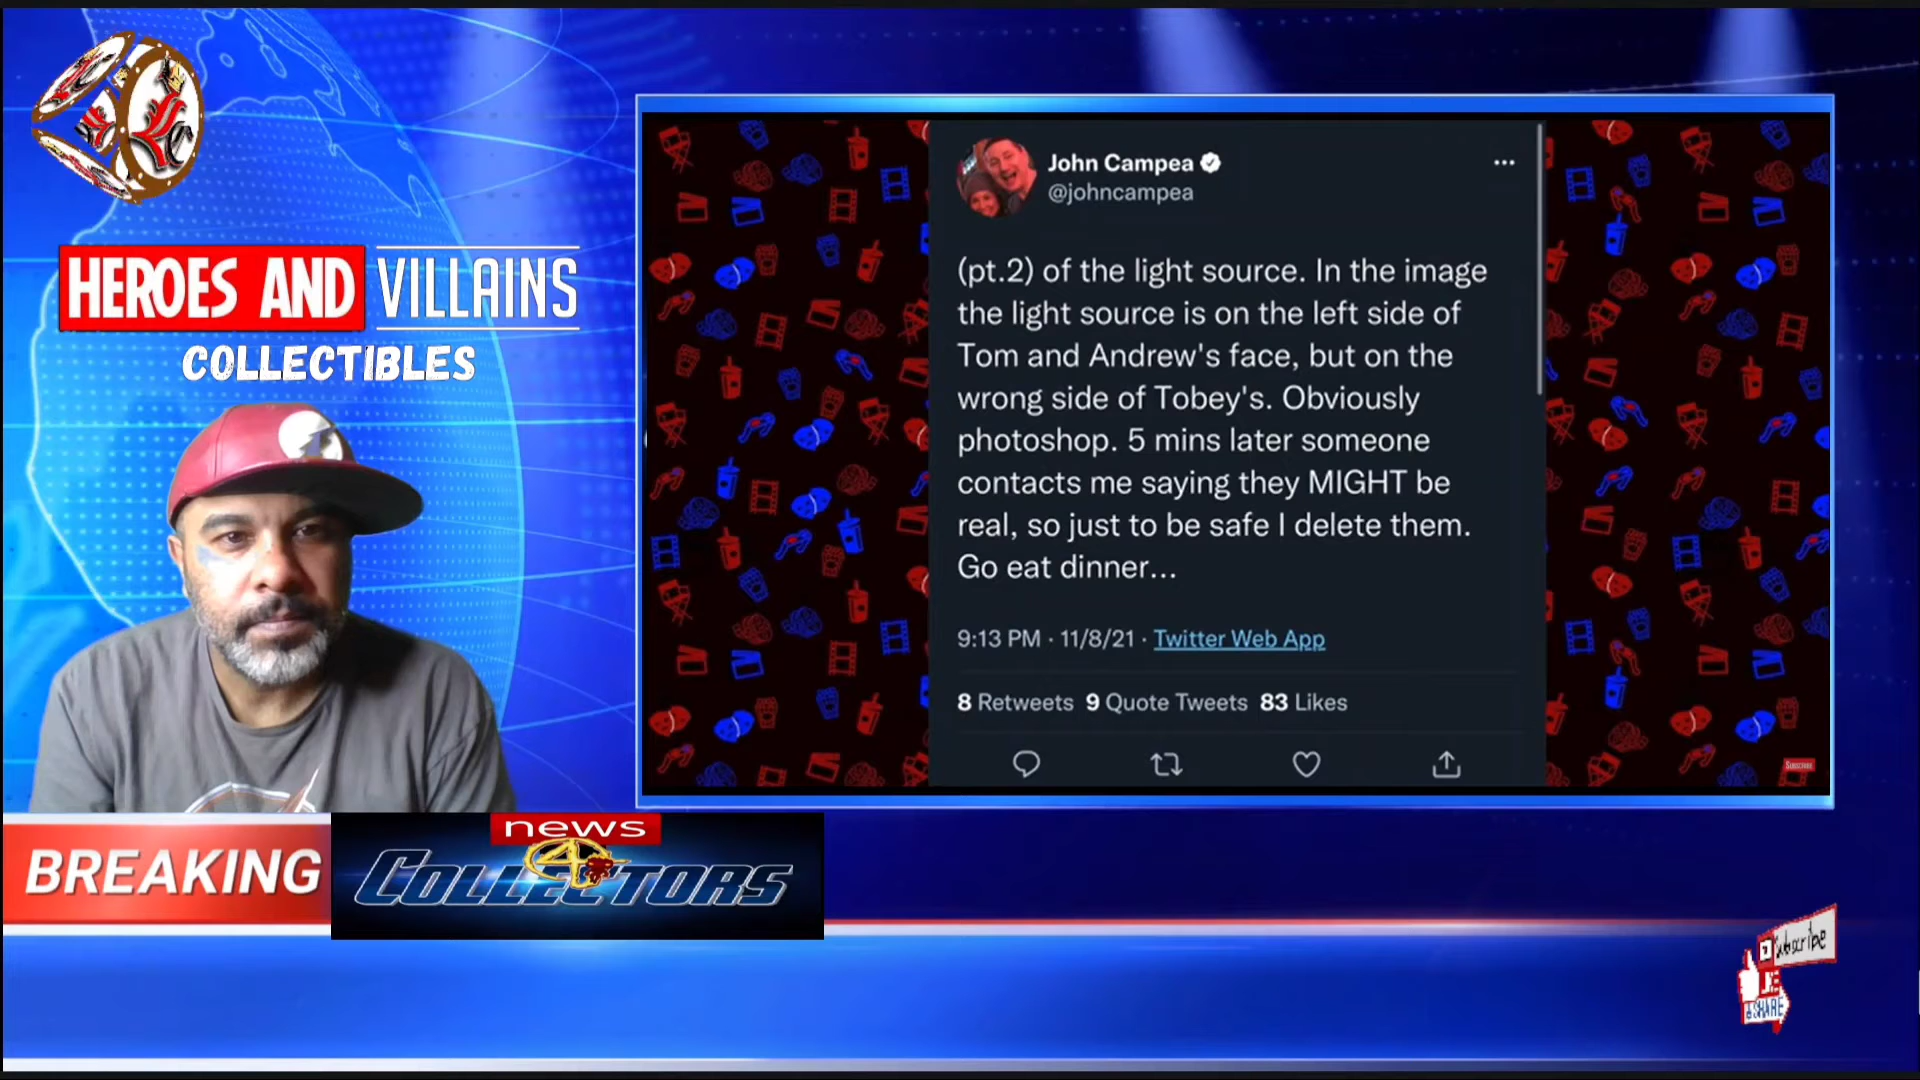 HEROES AND VILLAINS
COLLECTIBLES
John Campea
@johncampea
(pt.2) of the light source. In the image
the light source is on the left side of
Tom and Andrew's face, but on the
wrong side of Tobey's. Obviously
photoshop. 5 mins later someone
contacts me saying they MIGHT be
real, so just to be safe I delete them.
Go eat dinner...
9:13 PM · 11/8/21 · Twitter Web App
8 Retweets 9 Quote Tweets 83 Likes
SUBSCRIBE
BREAKING
news
4
COLLECTORS
subscribe
SHARE